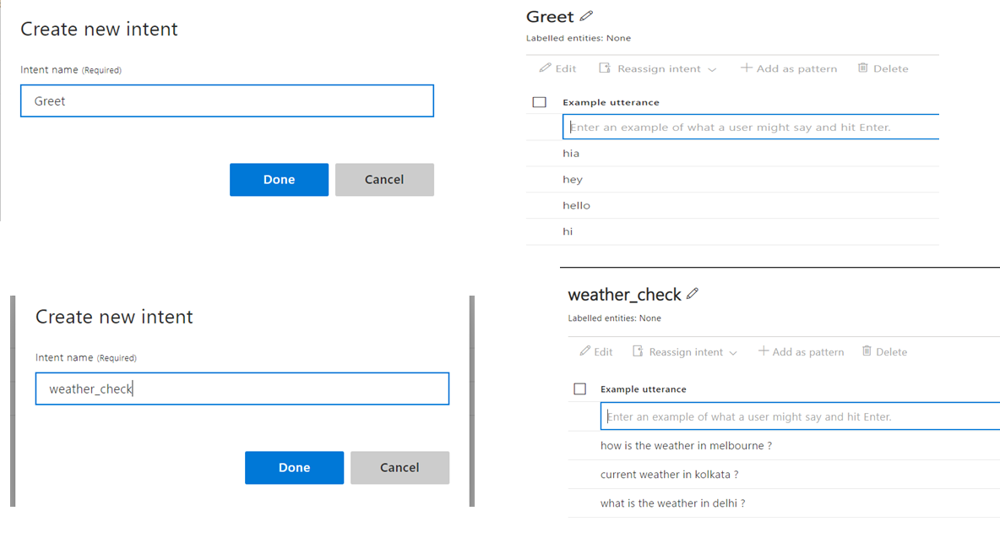 Create new intent
Intent name (Required)
Greet
Done Cancel
Greet
Labelled entities: None
Edit Reassign intent Add as pattern Delete
Example utterance
Enter an example of what a user might say and hit Enter.
hia
hey
hello
hi
Create new intent
Intent name (Required)
weather_check
Done Cancel
weather_check
Labelled entities: None
Edit Reassign intent Add as pattern Delete
Example utterance
Enter an example of what a user might say and hit Enter.
how is the weather in melbourne ?
current weather in kolkata ?
what is the weather in delhi ?